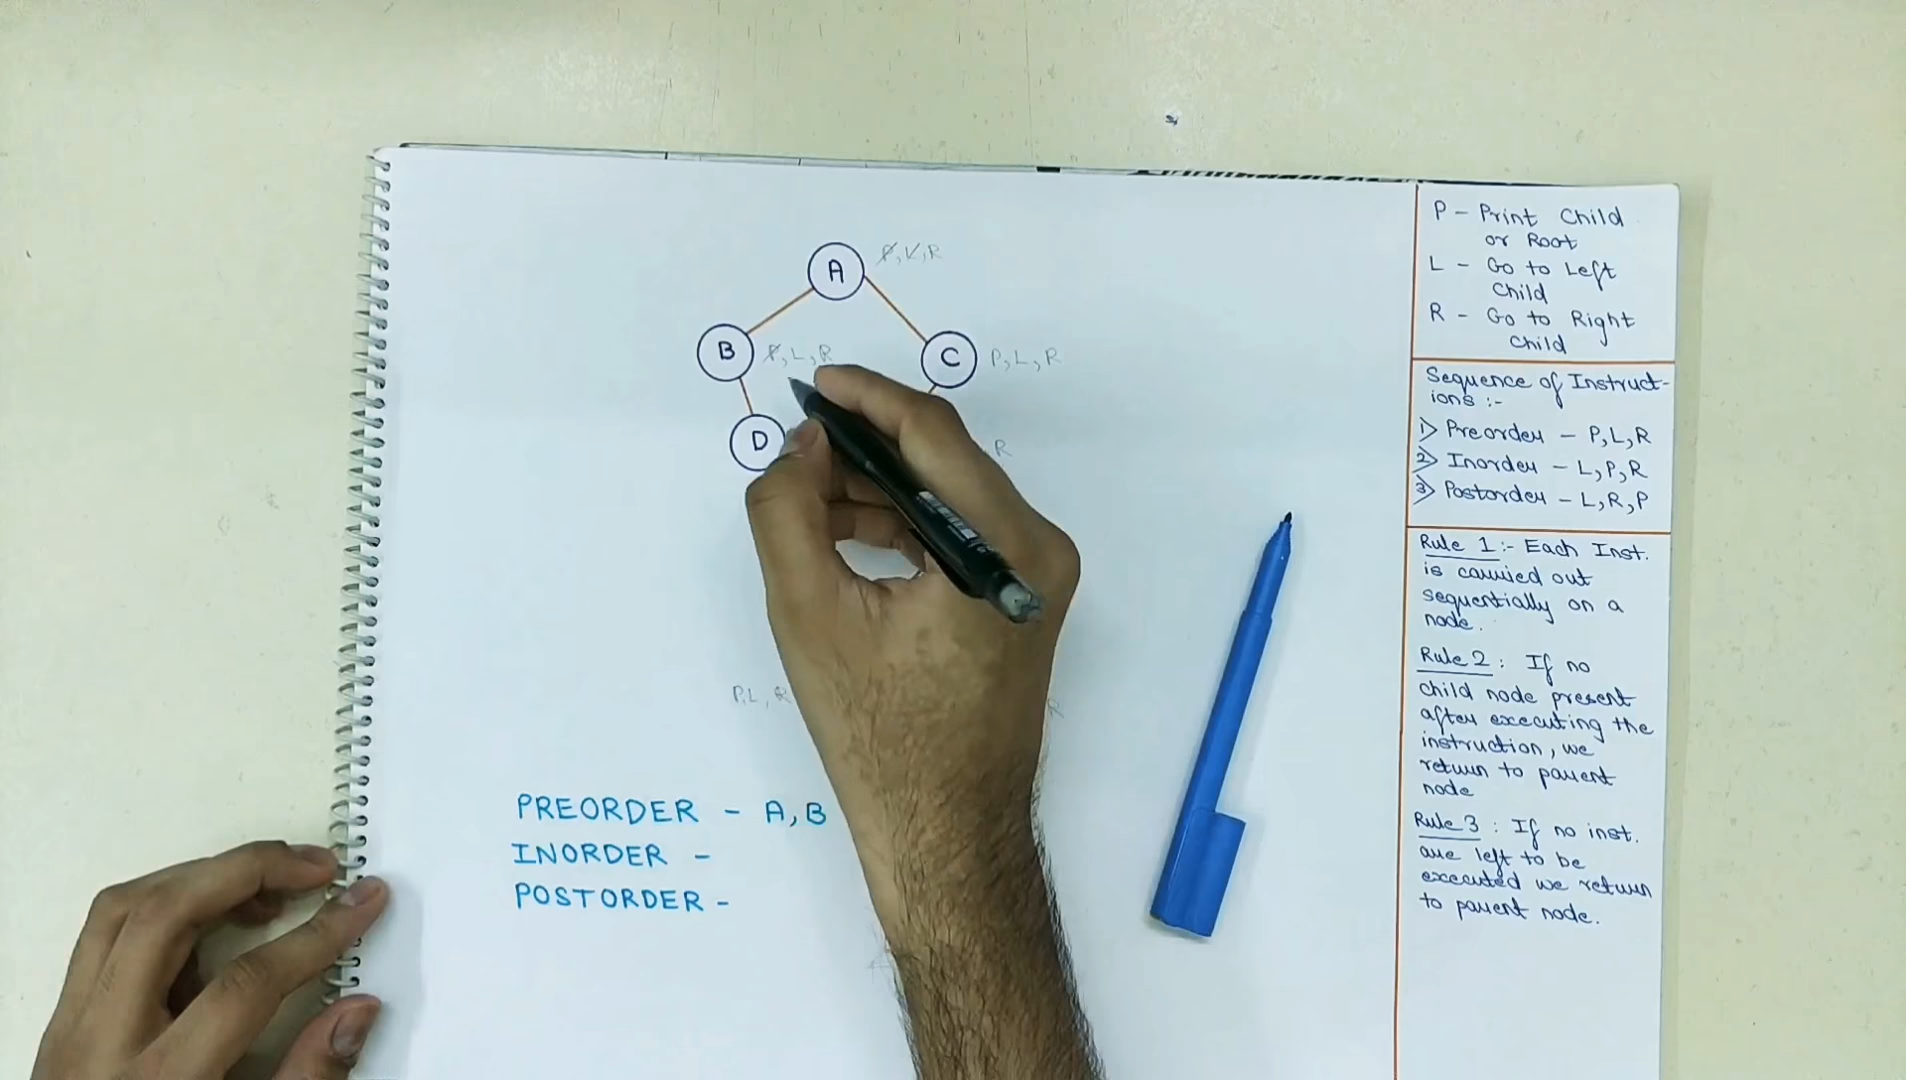 A P, L, R
B P, L, R
C P, L, R
D
R
P, L, R
R
PREORDER - A, B
INORDER -
POSTORDER -
P - Print Child
or Root
L - Go to Left
Child
R - Go to Right
Child
Sequence of Instruct-
ions :-
1> Preorder - P, L, R
2> Inorder - L, P, R
3> Postorder - L, R, P
Rule 1 :- Each Inst.
is carried out
sequentially on a
node.
Rule 2 : If no
child node present
after executing the
instruction, we
return to parent
node
Rule 3 : If no inst.
are left to be
executed we return
to parent node.